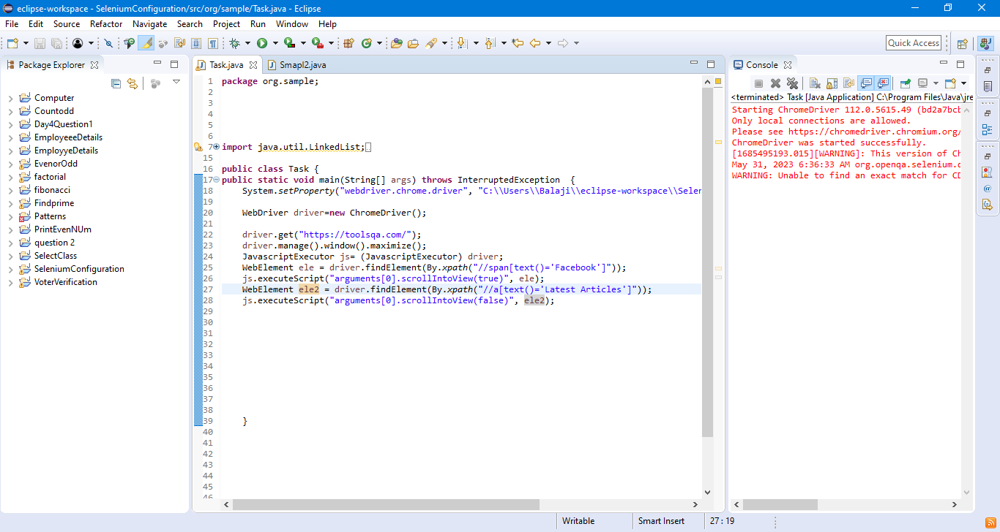 eclipse-workspace - SeleniumConfiguration/src/org/sample/Task.java - Eclipse
File Edit Source Refactor Navigate Search Project Run Window Help
Quick Access
Package Explorer
Computer
Countodd
Day4Question1
EmployeeeDetails
EmployyeDetails
EvenorOdd
factorial
fibonacci
Findprime
Patterns
PrintEvenNUm
question 2
SelectClass
SeleniumConfiguration
VoterVerification
Task.java Smapl2.java
1 package org.sample;
2
3
4
5
6
7 import java.util.LinkedList;
15
16 public class Task {
17 public static void main(String[] args) throws InterruptedException {
18 System.setProperty("webdriver.chrome.driver", "C:\\Users\\Balaji\\eclipse-workspace\\Selen
19
20 WebDriver driver=new ChromeDriver();
21
22 driver.get("https://toolsqa.com/");
23 driver.manage().window().maximize();
24 JavascriptExecutor js= (JavascriptExecutor) driver;
25 WebElement ele = driver.findElement(By.xpath("//span[text()='Facebook']"));
26 js.executeScript("arguments[0].scrollIntoView(true)", ele);
27 WebElement ele2 = driver.findElement(By.xpath("//a[text()='Latest Articles']"));
28 js.executeScript("arguments[0].scrollIntoView(false)", ele2);
29
30
31
32
33
34
35
36
37
38
39 }
40
41
42
43
44
45
46
Console
<terminated> Task [Java Application] C:\Program Files\Java\jre
Starting ChromeDriver 112.0.5615.49 (bd2a7bcb
Only local connections are allowed.
Please see https://chromedriver.chromium.org/
ChromeDriver was started successfully.
[1685495193.015][WARNING]: This version of Ch
May 31, 2023 6:36:33 AM org.openqa.selenium.d
WARNING: Unable to find an exact match for CD
Writable Smart Insert 27 : 19